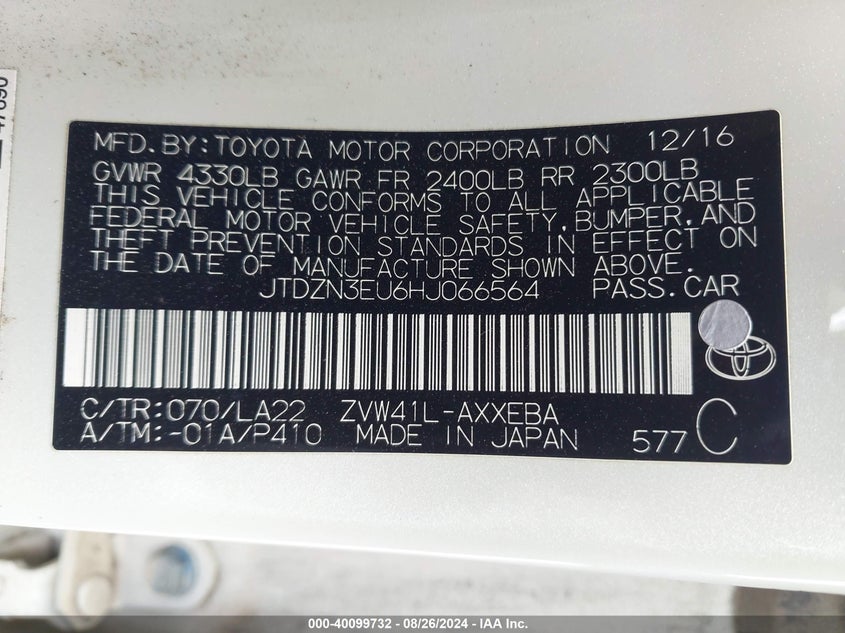 MFD.BY:TOYOTA MOTOR CORPORATION 12/16
GVWR 4330LB GAWR FR 2400LB RR 2300LB
THIS VEHICLE CONFORMS TO ALL APPLICABLE
FEDERAL MOTOR VEHICLE SAFETY,BUMPER,AND
THEFT PREVENTION STANDARDS IN EFFECT ON
THE DATE OF MANUFACTURE SHOWN ABOVE.
JTDZN3EU6HJ066564 PASS.CAR
C/TR:070/LA22 ZVW41L-AXXEBA
A/TM:-01A/P410 MADE IN JAPAN 577 C
000-40099732 - 08/26/2024 - IAA Inc.